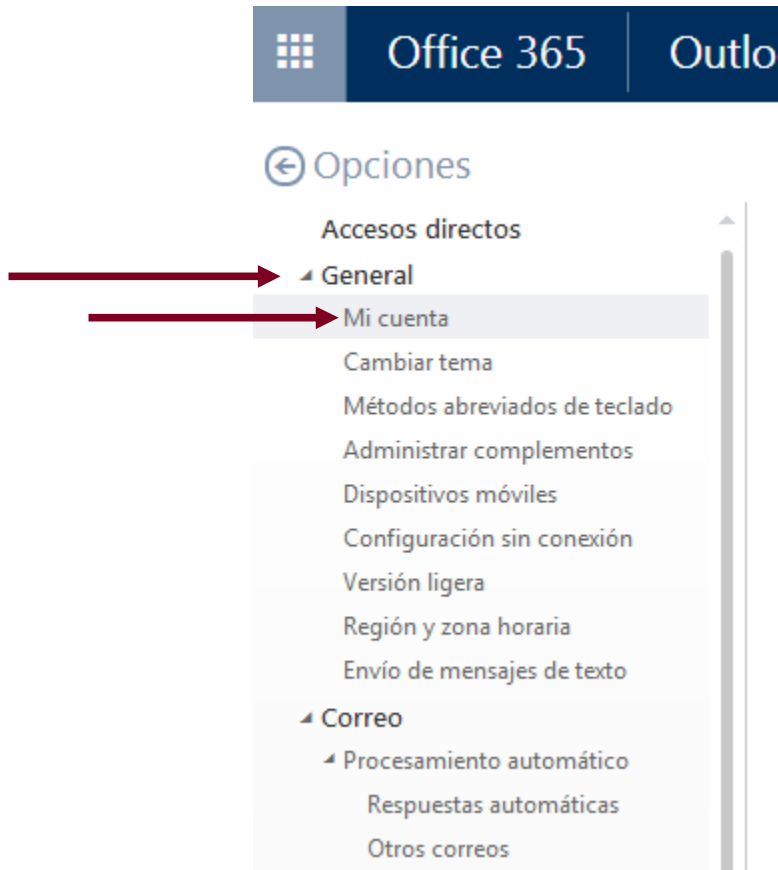 Office 365 Outlo
Opciones
Accesos directos
General
Mi cuenta
Cambiar tema
Métodos abreviados de teclado
Administrar complementos
Dispositivos móviles
Configuración sin conexión
Versión ligera
Región y zona horaria
Envío de mensajes de texto
Correo
Procesamiento automático
Respuestas automáticas
Otros correos